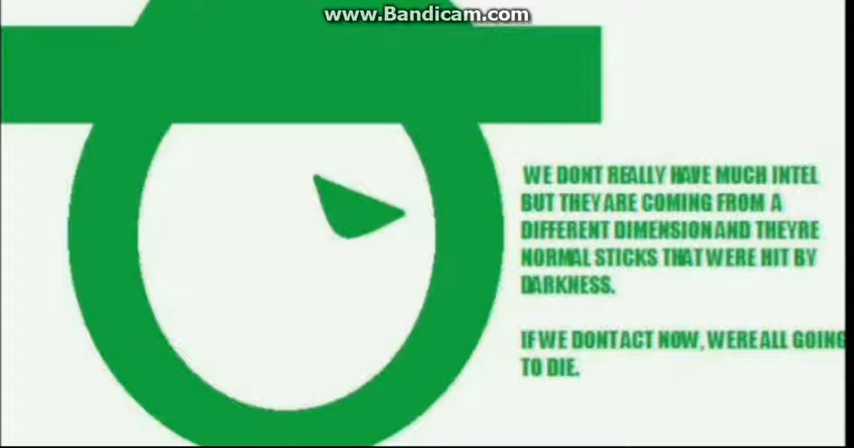 www.Bandicam.com
WE DONT REALLY HAVE MUCH INTEL
BUT THEY ARE COMING FROM A
DIFFERENT DIMENSION AND THEYRE
NORMAL STICKS THAT WERE HIT BY
DARKNESS.
IF WE DONT ACT NOW, WERE ALL GOING
TO DIE.